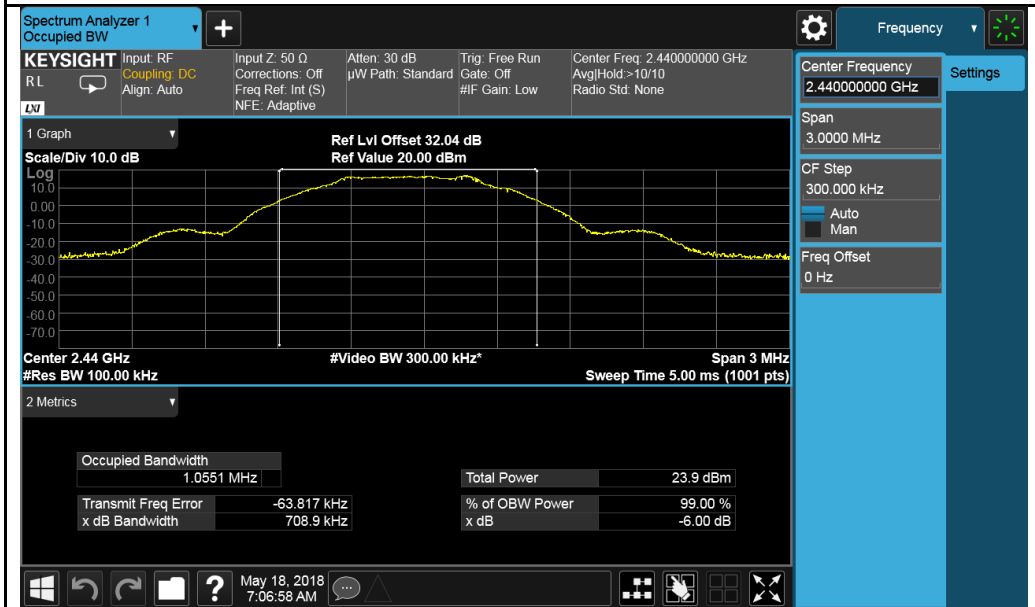 Spectrum Analyzer 1
Occupied BW
+
Frequency
KEYSIGHT
RL
LXI
Input: RF
Coupling: DC
Align: Auto
Input Z: 50 Ω
Corrections: Off
Freq Ref: Int (S)
NFE: Adaptive
Atten: 30 dB
µW Path: Standard
Trig: Free Run
Gate: Off
#IF Gain: Low
Center Freq: 2.440000000 GHz
Avg|Hold:>10/10
Radio Std: None
Center Frequency
2.440000000 GHz
Settings
Span
3.0000 MHz
CF Step
300.000 kHz
Auto
Man
Freq Offset
0 Hz
1 Graph
Scale/Div 10.0 dB
Ref Lvl Offset 32.04 dB
Ref Value 20.00 dBm
Log
10.0
0.00
-10.0
-20.0
-30.0
-40.0
-50.0
-60.0
-70.0
Center 2.44 GHz
#Video BW 300.00 kHz*
Span 3 MHz
#Res BW 100.00 kHz
Sweep Time 5.00 ms (1001 pts)
2 Metrics
Occupied Bandwidth
1.0551 MHz
Total Power 23.9 dBm
Transmit Freq Error -63.817 kHz
% of OBW Power 99.00 %
x dB Bandwidth 708.9 kHz
x dB -6.00 dB
?
May 18, 2018
7:06:58 AM